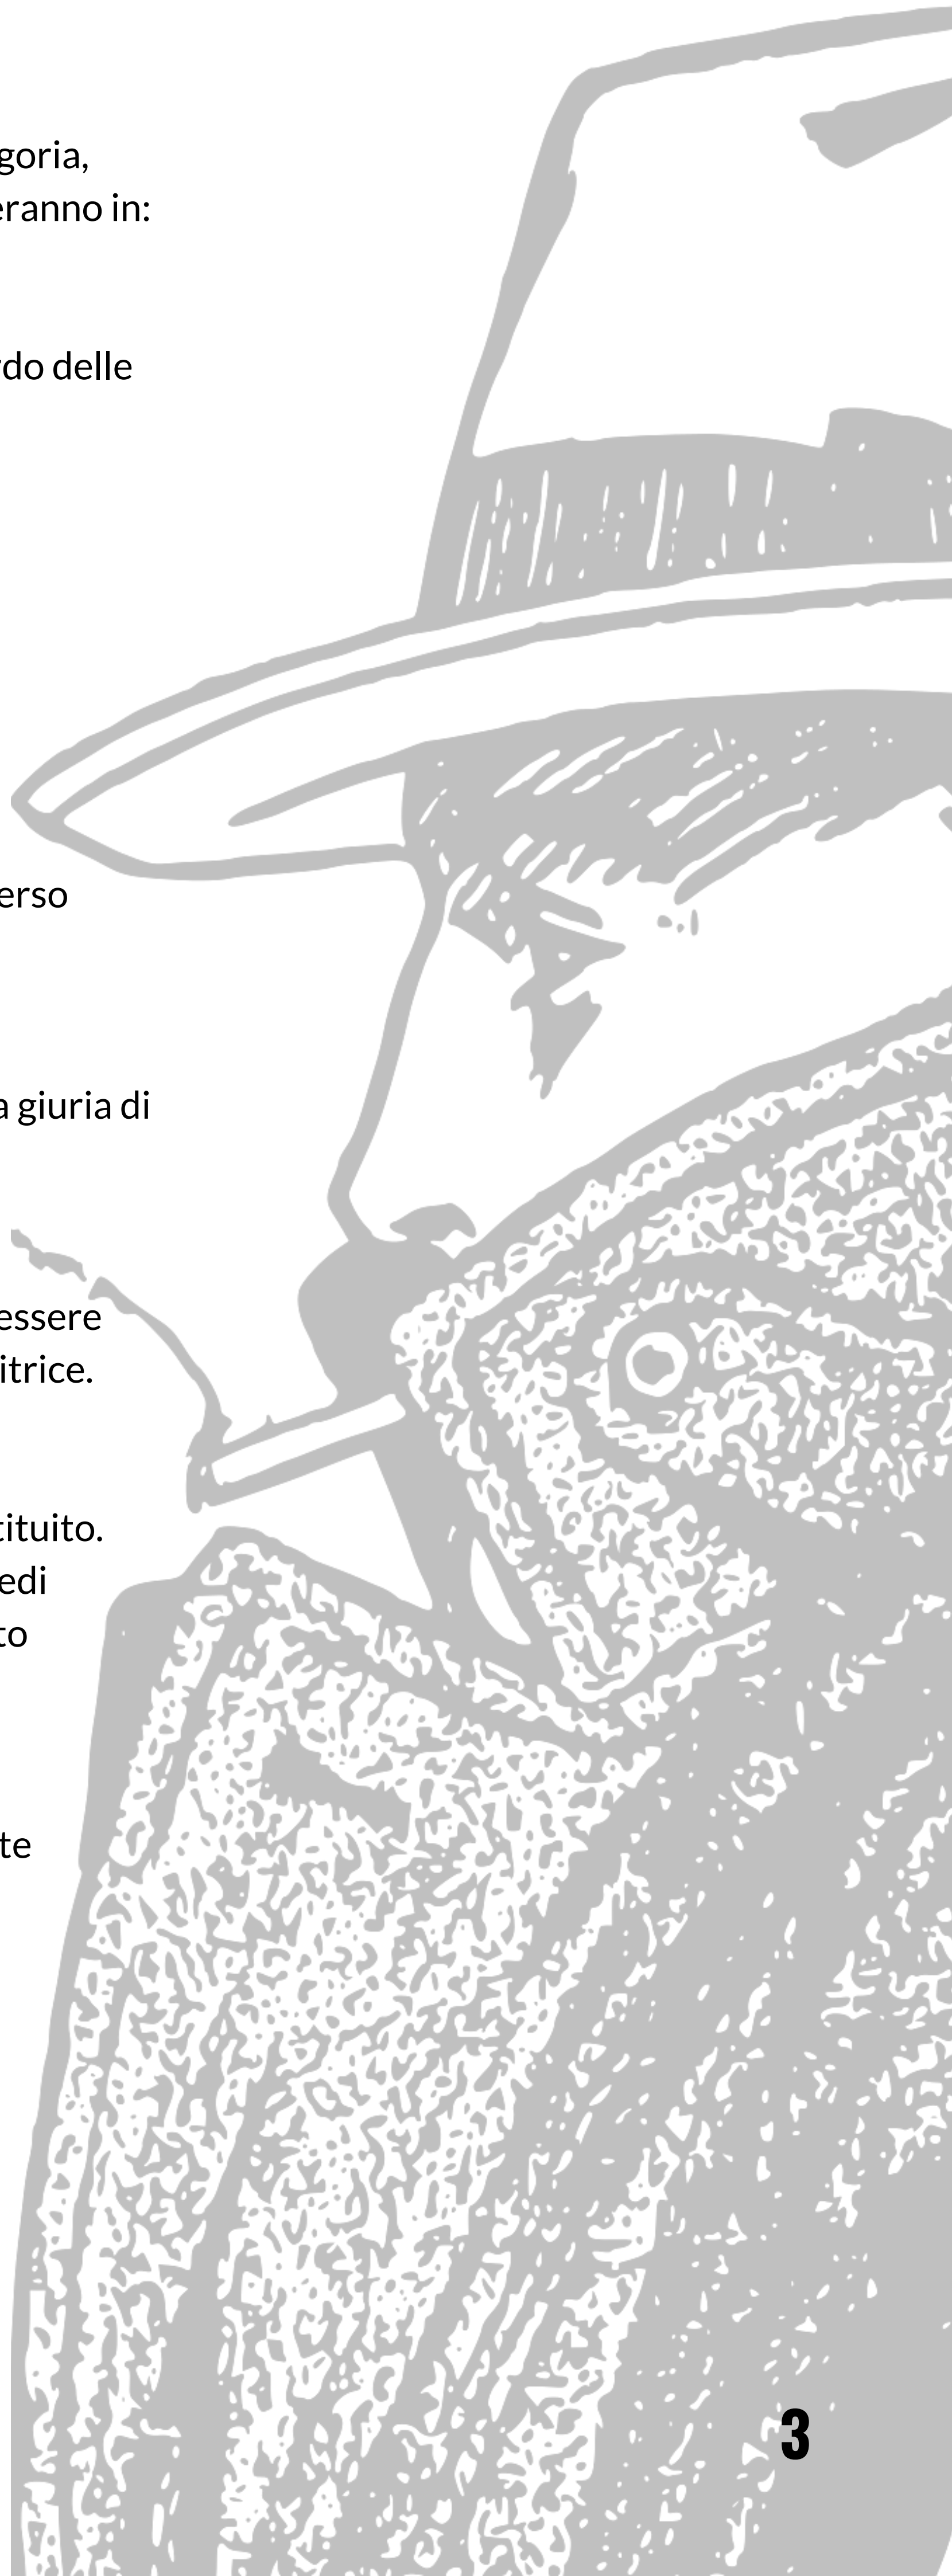 goria,
eranno in:
rdo delle
erso
a giuria di
essere
itrice.
tituito.
edi
to
te
3